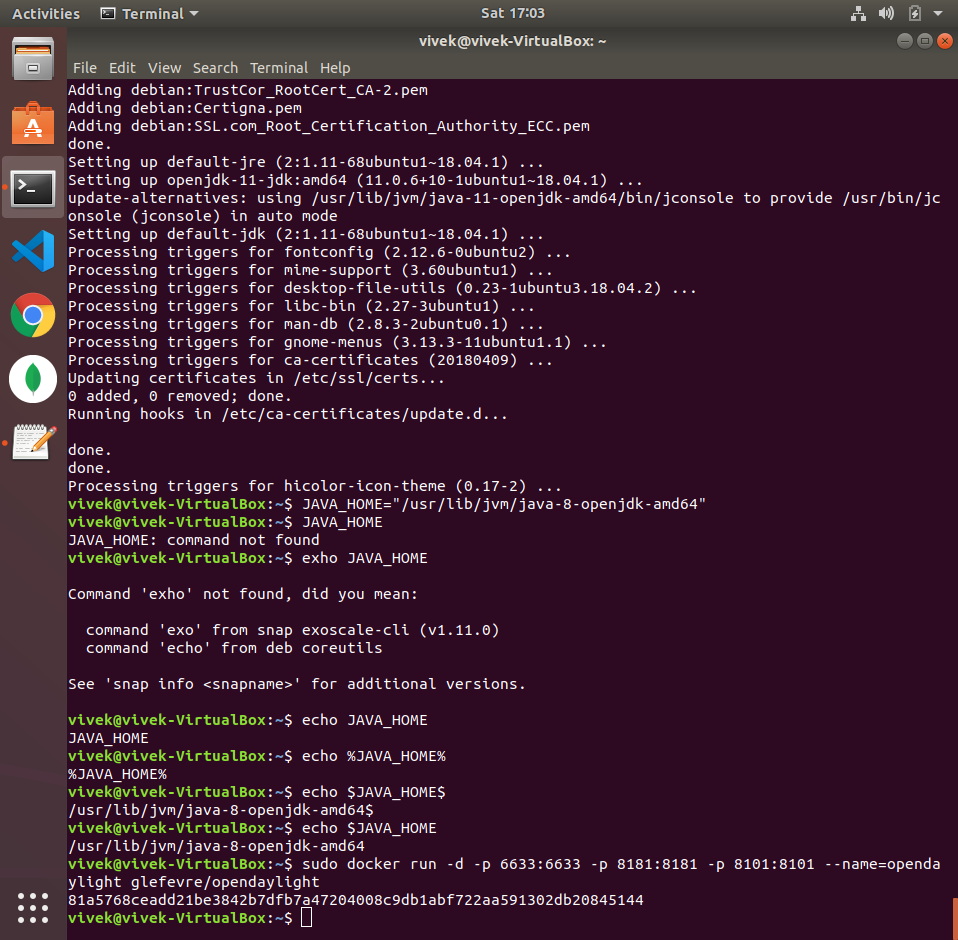 Activities Terminal Sat 17:03
vivek@vivek-VirtualBox: ~
File Edit View Search Terminal Help
Adding debian:TrustCor_RootCert_CA-2.pem
Adding debian:Certigna.pem
Adding debian:SSL.com_Root_Certification_Authority_ECC.pem
done.
Setting up default-jre (2:1.11-68ubuntu1~18.04.1) ...
Setting up openjdk-11-jdk:amd64 (11.0.6+10-1ubuntu1~18.04.1) ...
update-alternatives: using /usr/lib/jvm/java-11-openjdk-amd64/bin/jconsole to provide /usr/bin/jc
onsole (jconsole) in auto mode
Setting up default-jdk (2:1.11-68ubuntu1~18.04.1) ...
Processing triggers for fontconfig (2.12.6-0ubuntu2) ...
Processing triggers for mime-support (3.60ubuntu1) ...
Processing triggers for desktop-file-utils (0.23-1ubuntu3.18.04.2) ...
Processing triggers for libc-bin (2.27-3ubuntu1) ...
Processing triggers for man-db (2.8.3-2ubuntu0.1) ...
Processing triggers for gnome-menus (3.13.3-11ubuntu1.1) ...
Processing triggers for ca-certificates (20180409) ...
Updating certificates in /etc/ssl/certs...
0 added, 0 removed; done.
Running hooks in /etc/ca-certificates/update.d...
done.
done.
Processing triggers for hicolor-icon-theme (0.17-2) ...
vivek@vivek-VirtualBox:~$ JAVA_HOME="/usr/lib/jvm/java-8-openjdk-amd64"
vivek@vivek-VirtualBox:~$ JAVA_HOME
JAVA_HOME: command not found
vivek@vivek-VirtualBox:~$ exho JAVA_HOME
Command 'exho' not found, did you mean:
command 'exo' from snap exoscale-cli (v1.11.0)
command 'echo' from deb coreutils
See 'snap info <snapname>' for additional versions.
vivek@vivek-VirtualBox:~$ echo JAVA_HOME
JAVA_HOME
vivek@vivek-VirtualBox:~$ echo %JAVA_HOME%
%JAVA_HOME%
vivek@vivek-VirtualBox:~$ echo $JAVA_HOME$
/usr/lib/jvm/java-8-openjdk-amd64$
vivek@vivek-VirtualBox:~$ echo $JAVA_HOME
/usr/lib/jvm/java-8-openjdk-amd64
vivek@vivek-VirtualBox:~$ sudo docker run -d -p 6633:6633 -p 8181:8181 -p 8101:8101 --name=openda
ylight glefevre/opendaylight
81a5768ceadd21be3842b7dfb7a47204008c9db1abf722aa591302db20845144
vivek@vivek-VirtualBox:~$